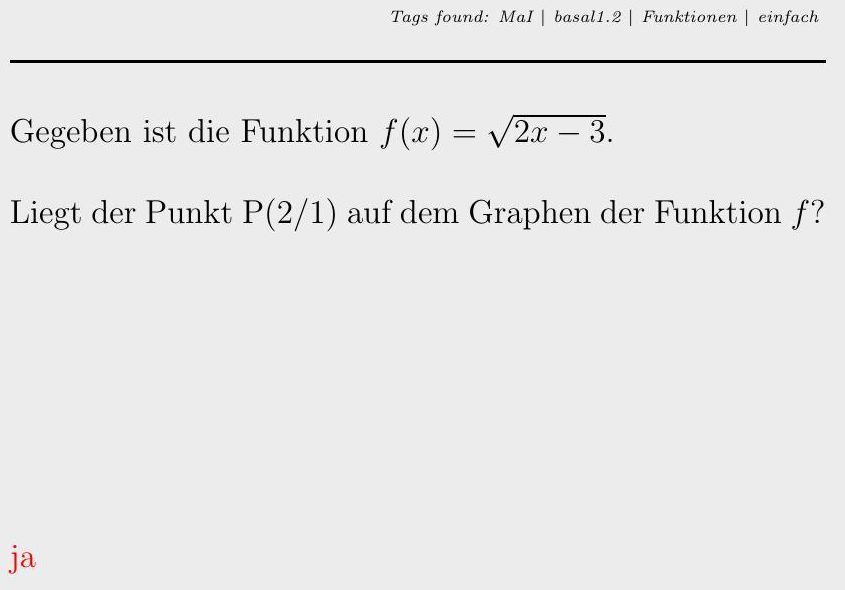 Tags found: MaI | basal1.2 | Funktionen | einfach
Gegeben ist die Funktion f(x) = √(2x − 3).
Liegt der Punkt P(2/1) auf dem Graphen der Funktion f?
ja